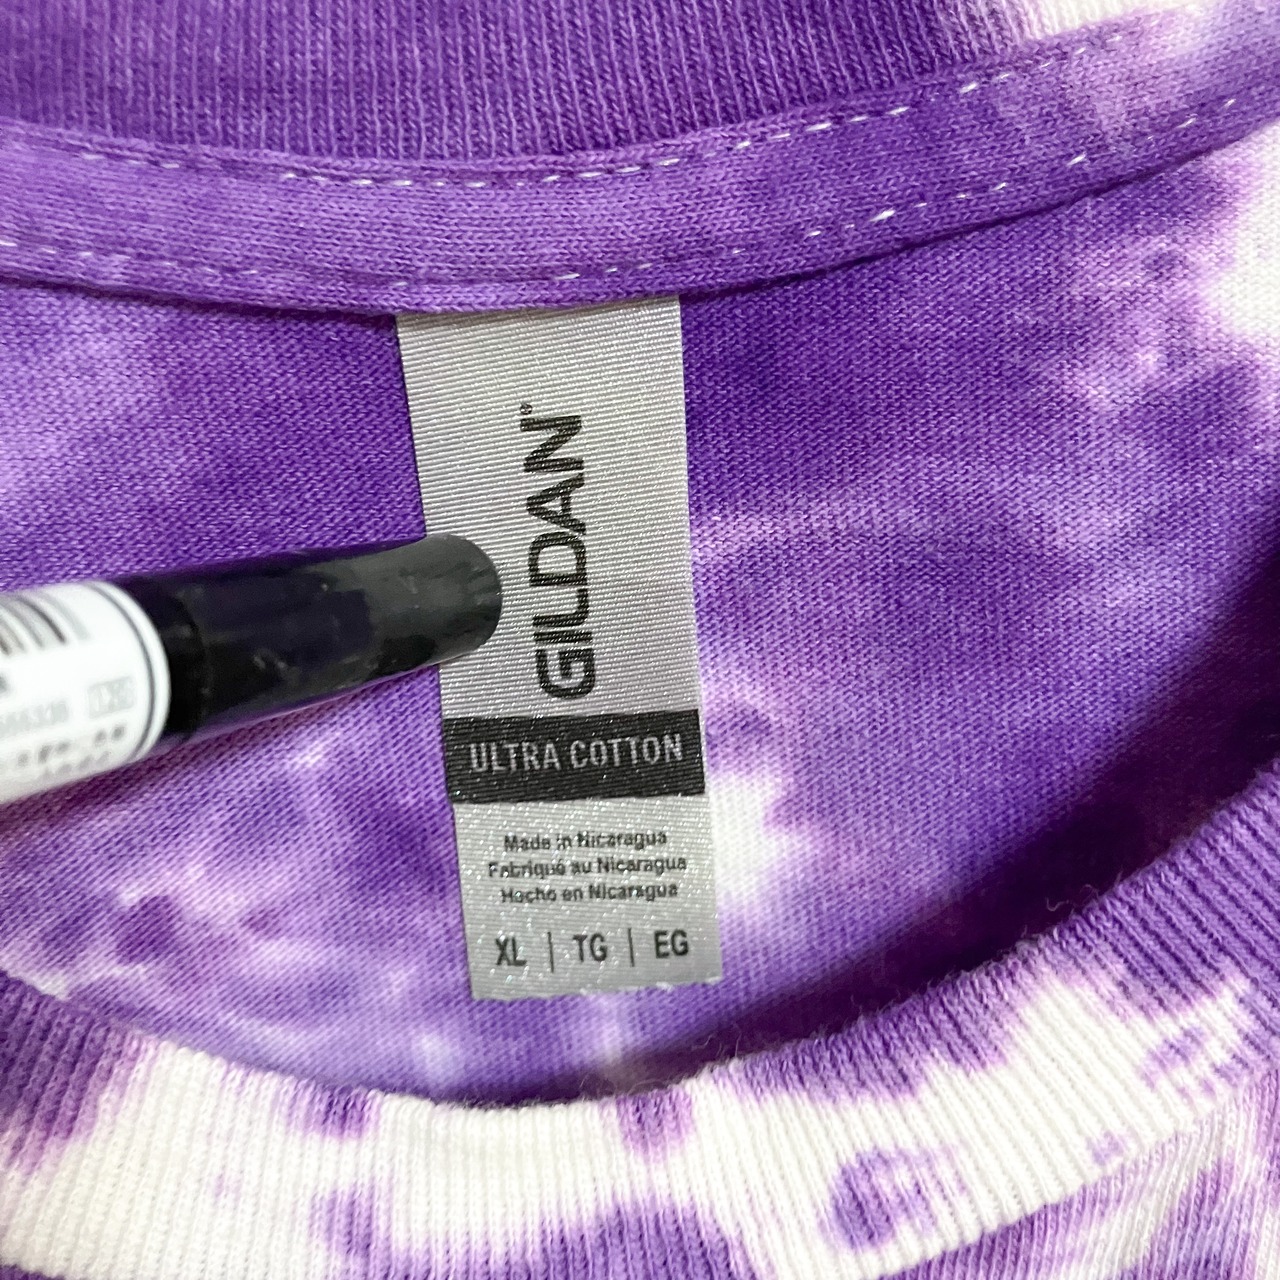 GILDAN®
ULTRA COTTON
Made in Nicaragua
Fabriqué au Nicaragua
Hecho en Nicaragua
XL | TG | EG